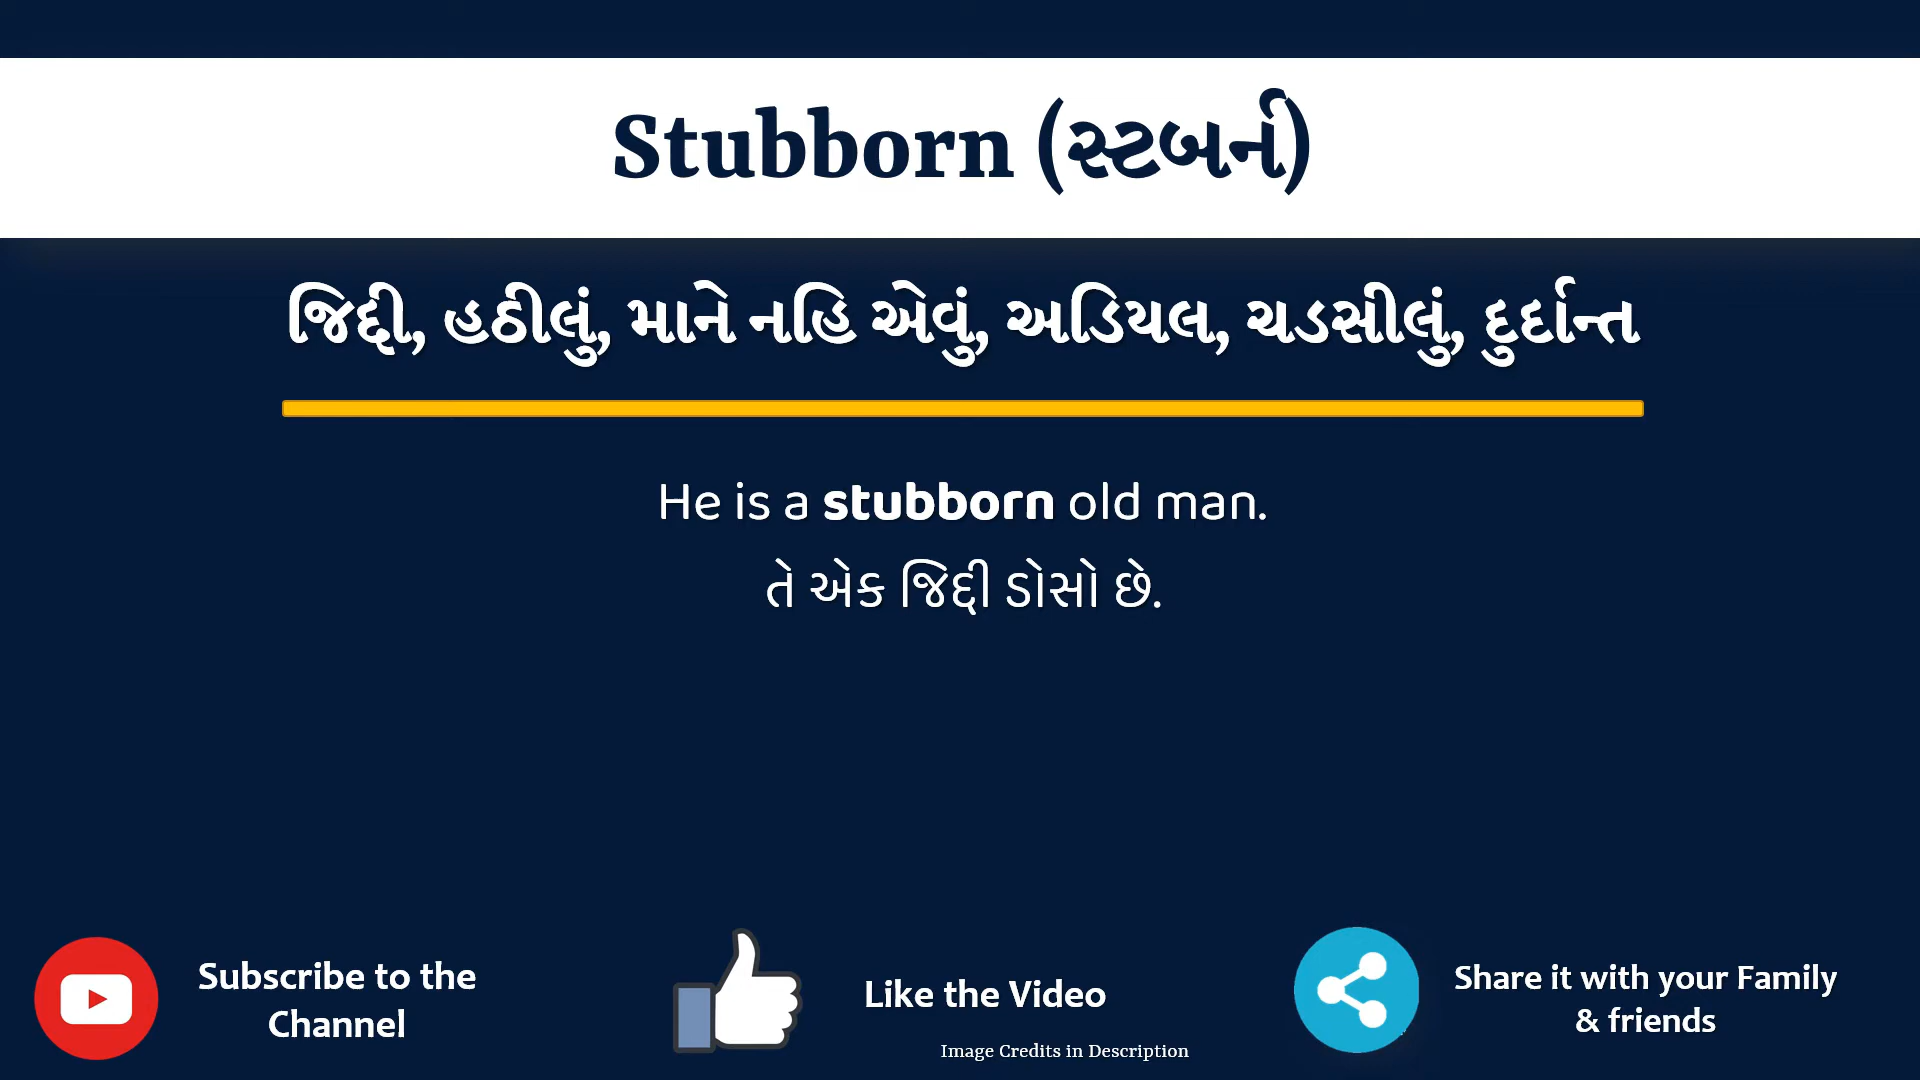 Stubborn (સ્ટબર્ન)
જિદ્દી, હઠીલું, માને નહિ એવું, અડિયલ, ચડસીલું, દુર્દાન્ત
He is a stubborn old man.
તે એક જિદ્દી ડોસો છે.
Subscribe to the
Channel
Like the Video
Share it with your Family
& friends
Image Credits in Description